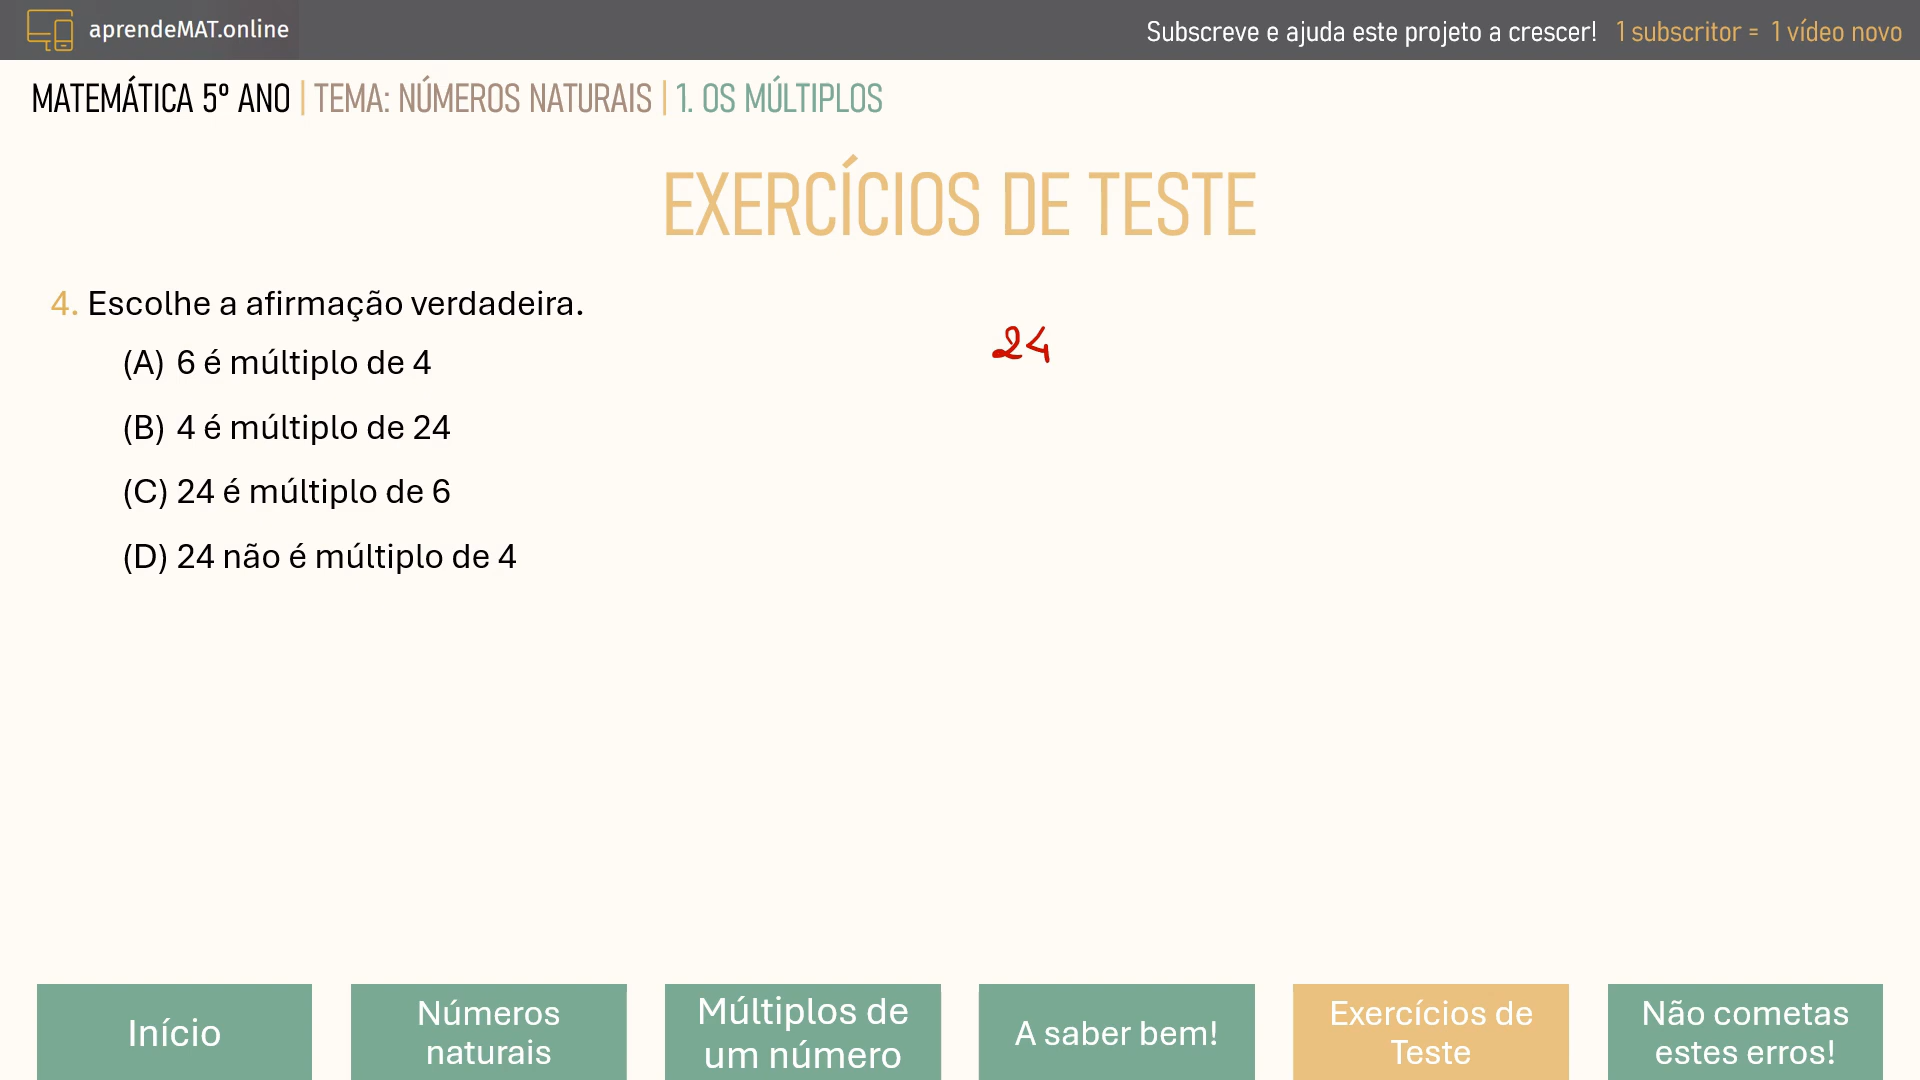 aprendeMAT.online
Subscreve e ajuda este projeto a crescer! 1 subscritor = 1 vídeo novo
MATEMÁTICA 5º ANO | TEMA: NÚMEROS NATURAIS | 1. OS MÚLTIPLOS
EXERCÍCIOS DE TESTE
4. Escolhe a afirmação verdadeira.
24
(A) 6 é múltiplo de 4
(B) 4 é múltiplo de 24
(C) 24 é múltiplo de 6
(D) 24 não é múltiplo de 4
Início
Números
naturais
Múltiplos de
um número
A saber bem!
Exercícios de
Teste
Não cometas
estes erros!